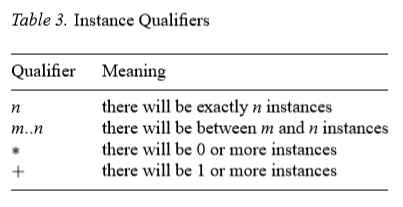 Table 3. Instance Qualifiers
Qualifier Meaning
n there will be exactly n instances
m..n there will be between m and n instances
* there will be 0 or more instances
+ there will be 1 or more instances